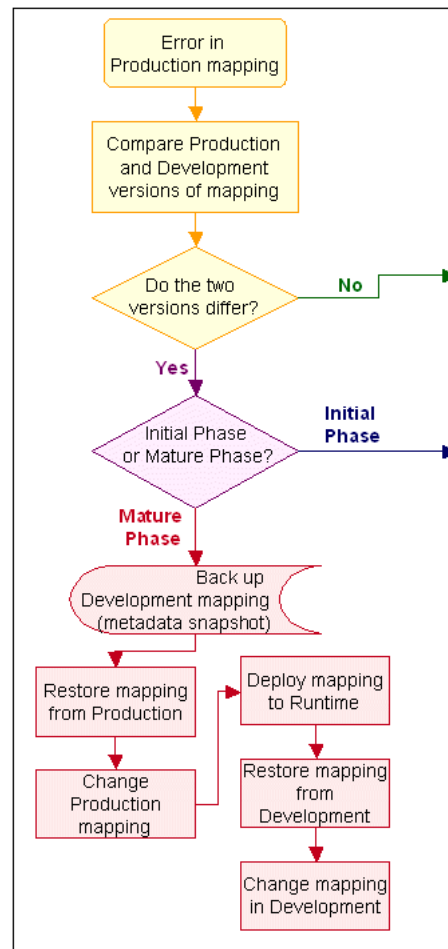 Error in
Production mapping
Compare Production
and Development
versions of mapping
Do the two
versions differ?
No
Yes
Initial Phase
or Mature Phase?
Initial
Phase
Mature
Phase
Back up
Development mapping
(metadata snapshot)
Restore mapping
from Production
Change
Production
mapping
Deploy mapping
to Runtime
Restore mapping
from
Development
Change mapping
in Development